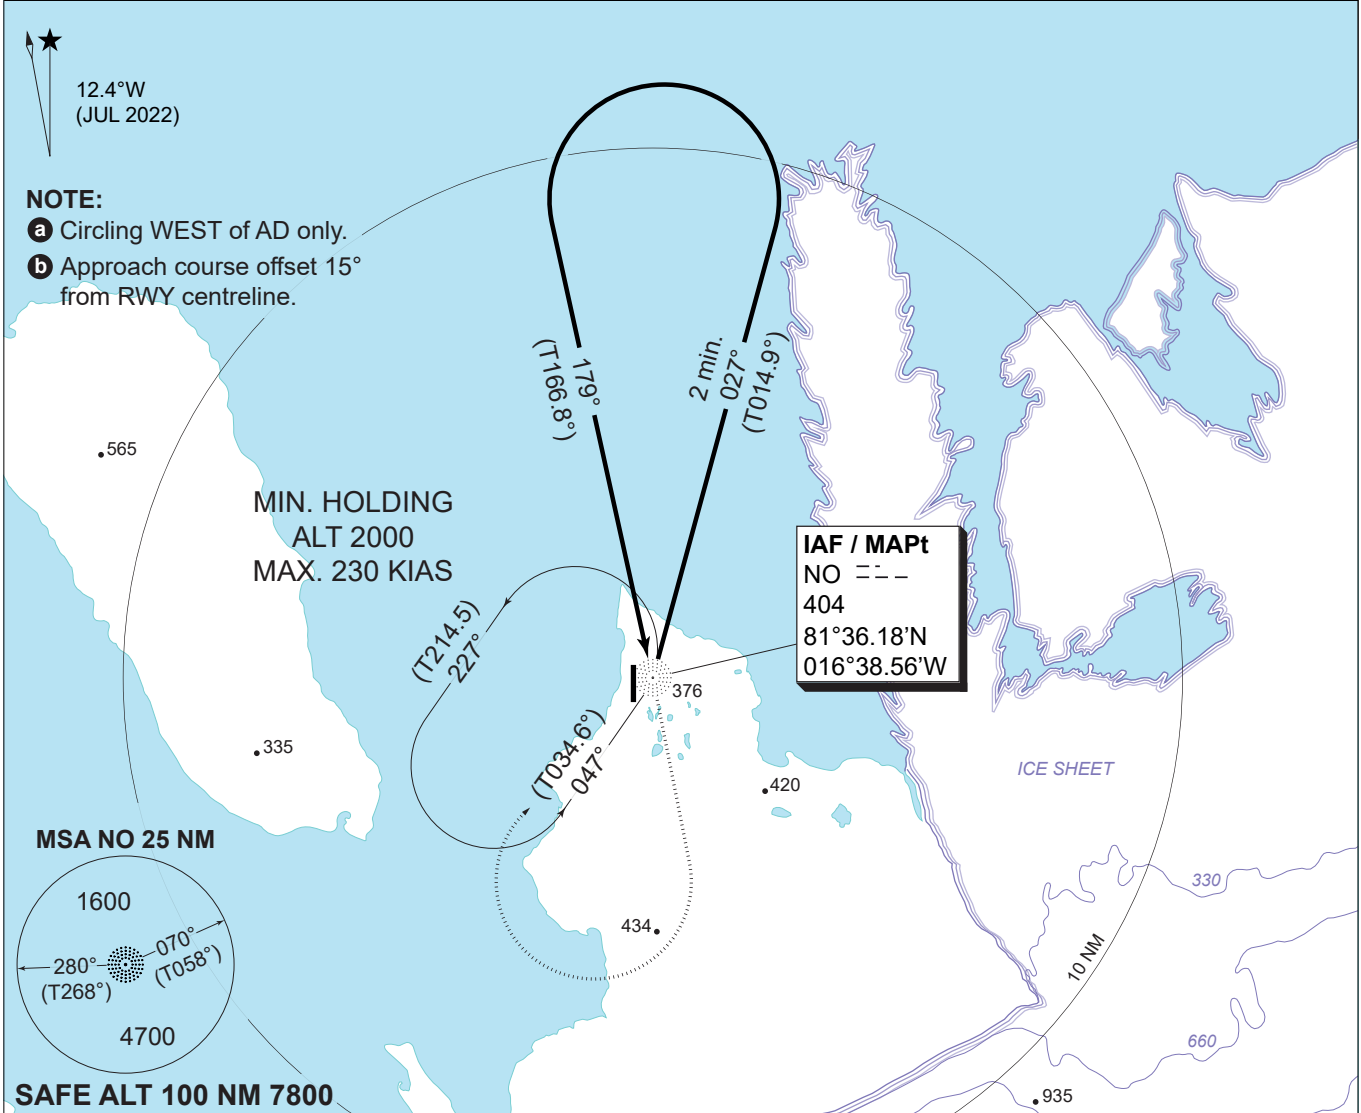 12.4°W
(JUL 2022)
NOTE:
a Circling WEST of AD only.
b Approach course offset 15°
from RWY centreline.
179°
(T166.8°)
2 min.
027°
(T014.9°)
565
MIN. HOLDING
ALT 2000
MAX. 230 KIAS
IAF / MAPt
NO
404
81°36.18’N
016°38.56’W
(T214.5)
227°
376
(T034.6°)
047°
335
420
ICE SHEET
MSA NO 25 NM
1600
070°
(T058°)
280°
(T268°)
4700
434
330
10 NM
660
935
SAFE ALT 100 NM 7800